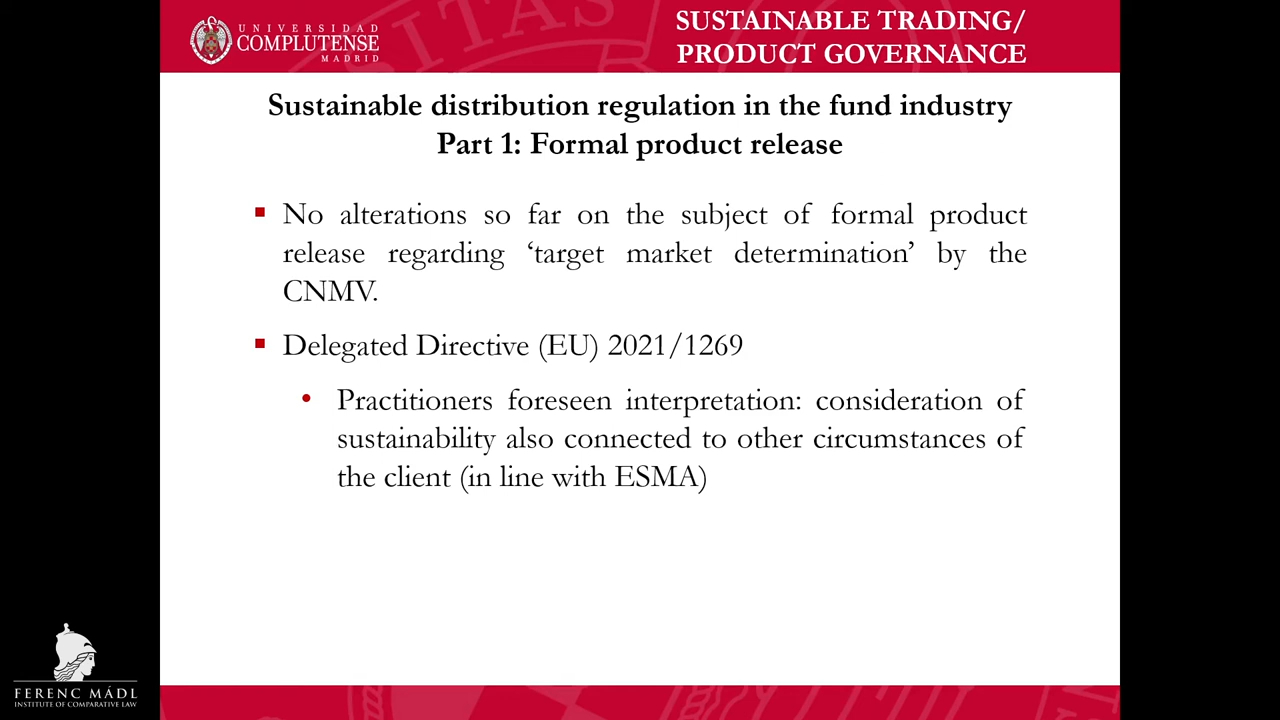 UNIVERSIDAD
COMPLUTENSE
MADRID
SUSTAINABLE TRADING/
PRODUCT GOVERNANCE
Sustainable distribution regulation in the fund industry
Part 1: Formal product release
▪ No alterations so far on the subject of formal product
release regarding ‘target market determination’ by the
CNMV.
▪ Delegated Directive (EU) 2021/1269
• Practitioners foreseen interpretation: consideration of
sustainability also connected to other circumstances of
the client (in line with ESMA)
FERENC MÁDL
INSTITUTE OF COMPARATIVE LAW